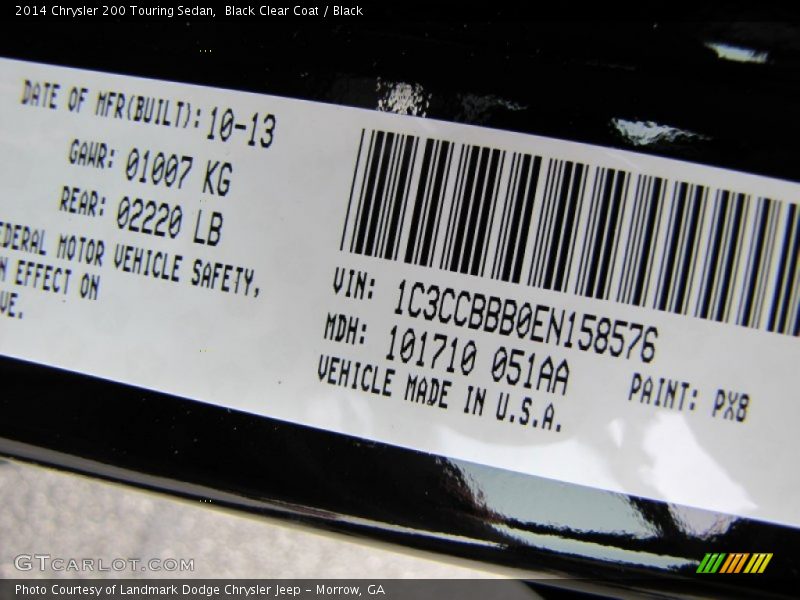 2014 Chrysler 200 Touring Sedan,  Black Clear Coat / Black
DATE OF MFR(BUILT): 10-13
GAWR: 01007 KG
REAR: 02220 LB
EDERAL MOTOR VEHICLE SAFETY,
N EFFECT ON
VE.
VIN: 1C3CCBBB0EN158576
MDH: 101710 051AA PAINT: PX8
VEHICLE MADE IN U.S.A.
GTCARLOT.COM
Photo Courtesy of Landmark Dodge Chrysler Jeep - Morrow, GA